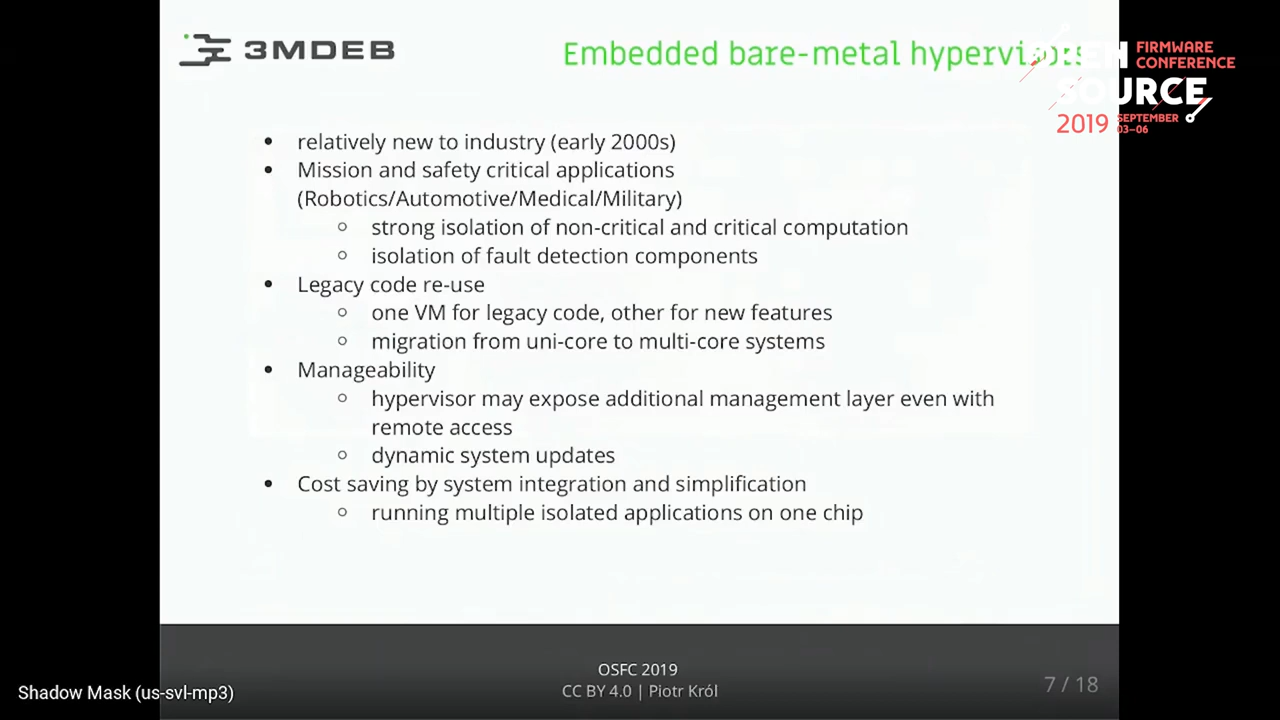 3MDEB
Embedded bare-metal hypervisors
OPEN SOURCE
FIRMWARE
CONFERENCE
2019 SEPTEMBER
03–06
• relatively new to industry (early 2000s)
• Mission and safety critical applications
(Robotics/Automotive/Medical/Military)
○ strong isolation of non-critical and critical computation
○ isolation of fault detection components
• Legacy code re-use
○ one VM for legacy code, other for new features
○ migration from uni-core to multi-core systems
• Manageability
○ hypervisor may expose additional management layer even with
remote access
○ dynamic system updates
• Cost saving by system integration and simplification
○ running multiple isolated applications on one chip
OSFC 2019
CC BY 4.0 | Piotr Król
7 / 18
Shadow Mask (us-svl-mp3)